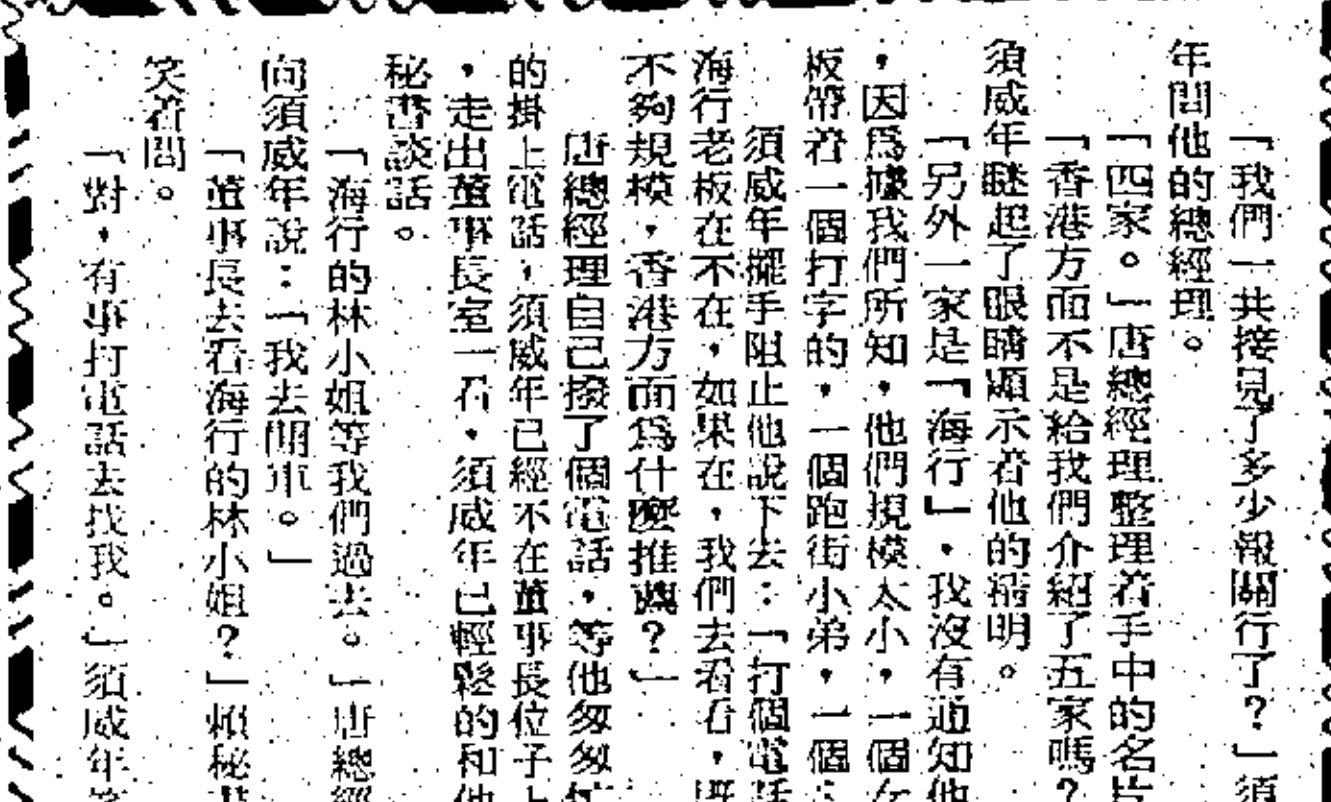 「我們一共接見了多少報關行了?」須
年問他的總經理。
「四家。」唐總經理整理着手中的名片
「香港方面不是給我們介紹了五家嗎?
須威年瞇起了眼睛顯示着他的精明。
「另外一家是「海行」,我沒有通知他
,因爲據我們所知,他們規模太小,一個女
板帶着一個打字的,一個跑街小弟,一個
須威年擺手阻止他說下去:「打個電話
海行老板在不在,如果在,我們去看看,既
不夠規模,香港方面爲什麼推薦?」
唐總經理自己撥了個電話,等他匆匆忙
的掛上電話,須威年已經不在董事長位子上
,走出董事長室一看,須威年已輕鬆的和他
秘書談話。
「海行的林小姐等我們過去。」唐總經
向須威年說:「我去開車。」
「董事長去看海行的林小姐?」賴秘書
笑着問。
「對,有事打電話去找我。」須威年笑